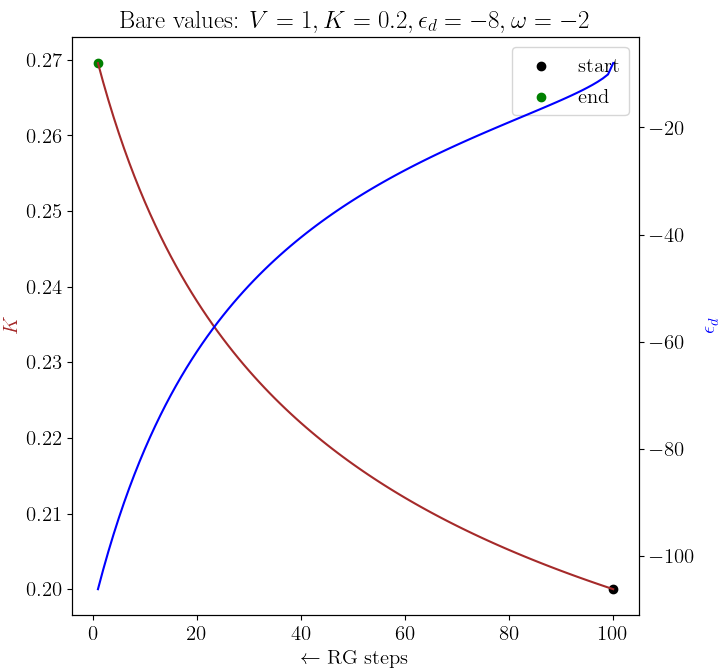 Bare values: V = 1, K = 0.2, ϵ_d = −8, ω = −2
start
end
0.27
0.26
0.25
0.24
0.23
0.22
0.21
0.20
K
−20
−40
−60
−80
−100
ϵ_d
0 20 40 60 80 100
← RG steps